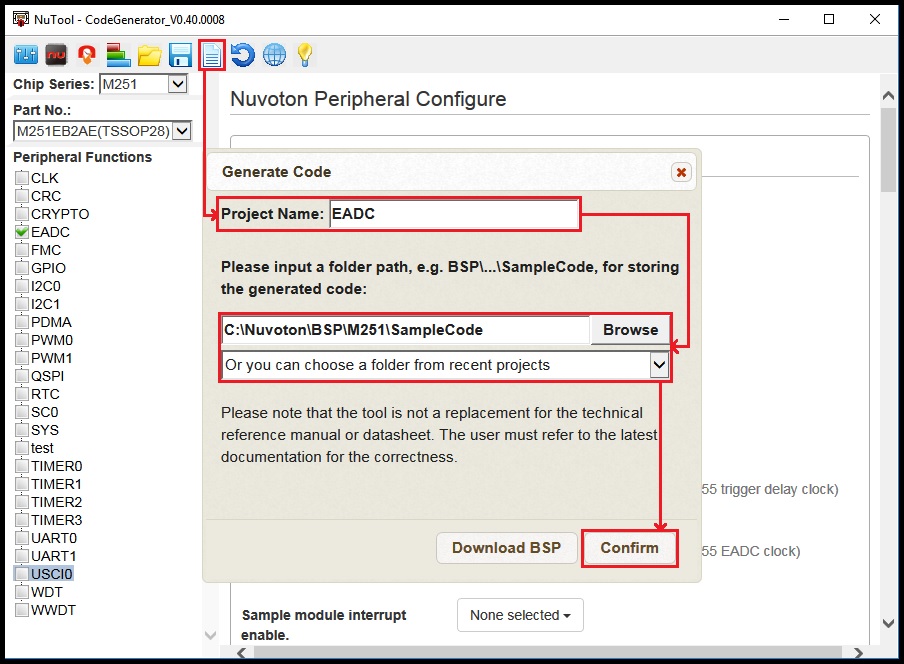 NuTool - CodeGenerator_V0.40.0008
Chip Series: M251
Part No.:
M251EB2AE(TSSOP28)
Peripheral Functions
CLK
CRC
CRYPTO
EADC
FMC
GPIO
I2C0
I2C1
PDMA
PWM0
PWM1
QSPI
RTC
SC0
SYS
test
TIMER0
TIMER1
TIMER2
TIMER3
UART0
UART1
USCI0
WDT
WWDT
Nuvoton Peripheral Configure
Generate Code
Project Name: EADC
Please input a folder path, e.g. BSP\...\SampleCode, for storing
the generated code:
C:\Nuvoton\BSP\M251\SampleCode Browse
Or you can choose a folder from recent projects
Please note that the tool is not a replacement for the technical
reference manual or datasheet. The user must refer to the latest
documentation for the correctness.
Download BSP Confirm
55 trigger delay clock)
55 EADC clock)
Sample module interrupt
enable.
None selected